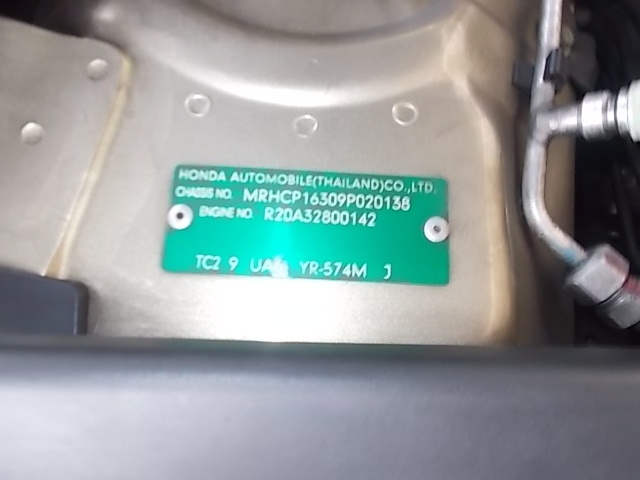 HONDA AUTOMOBILE(THAILAND)CO.,LTD.
CHASSIS NO. MRHCP16309P020138
ENGINE NO. R20A32800142
TC2 9 YR-574M J